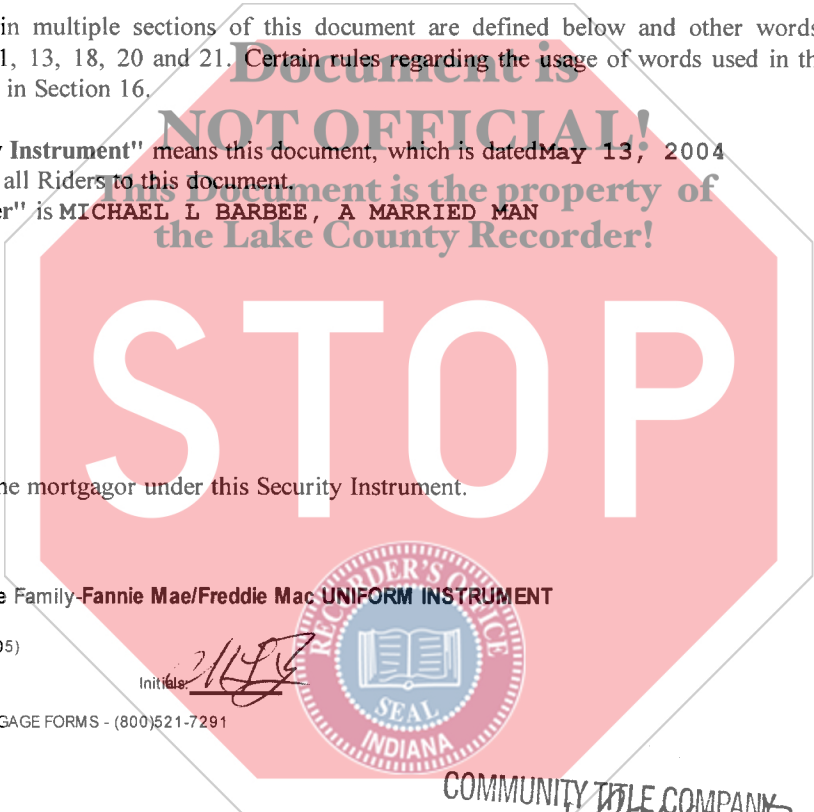 in multiple sections of this document are defined below and other words
1, 13, 18, 20 and 21. Certain rules regarding the usage of words used in th
in Section 16.
Document is
NOT OFFICIAL!
This Document is the property of
the Lake County Recorder!
y Instrument" means this document, which is dated May 13, 2004
all Riders to this document.
er" is MICHAEL L BARBEE, A MARRIED MAN
STOP
he mortgagor under this Security Instrument.
e Family-Fannie Mae/Freddie Mac UNIFORM INSTRUMENT
05)
Initials:
GAGE FORMS - (800)521-7291
RECORDER'S OFFICE
SEAL
INDIANA
COMMUNITY TITLE COMPANY